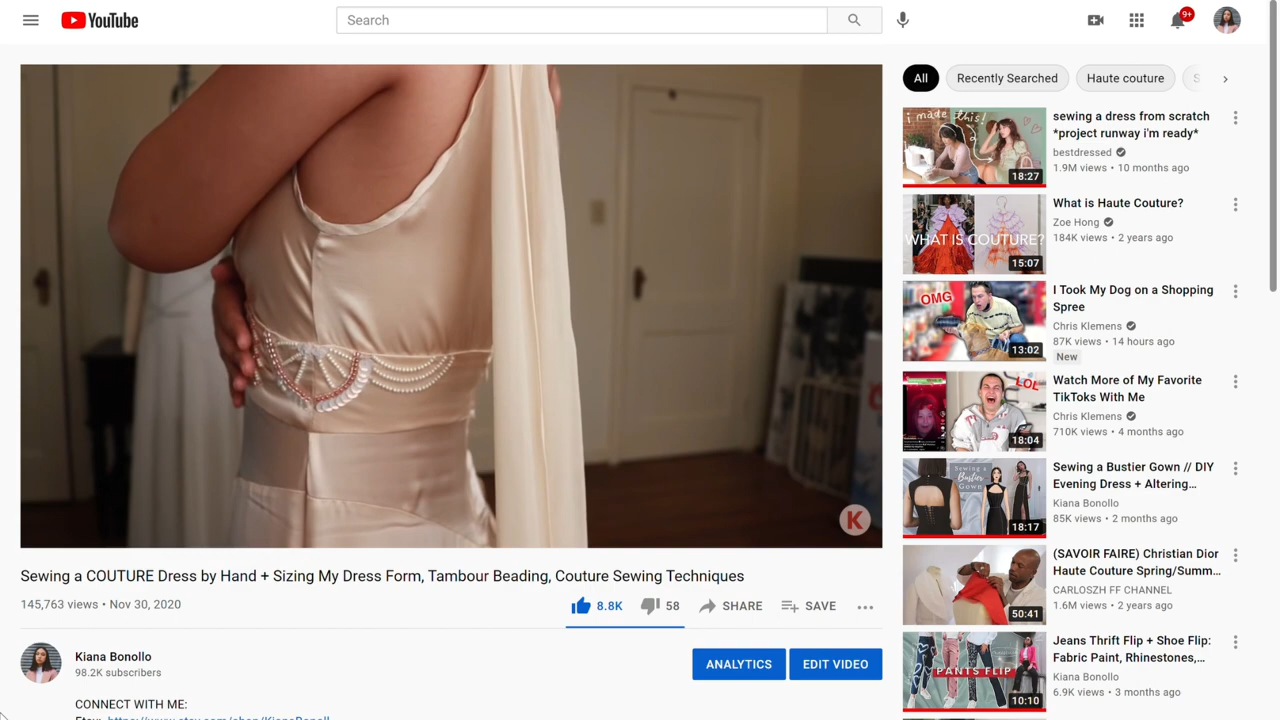 YouTube
Search
9+
All
Recently Searched
Haute couture
S
K
Sewing a COUTURE Dress by Hand + Sizing My Dress Form, Tambour Beading, Couture Sewing Techniques
145,763 views • Nov 30, 2020
8.8K
58
SHARE
SAVE
Kiana Bonollo
98.2K subscribers
ANALYTICS
EDIT VIDEO
CONNECT WITH ME:
i made this!
18:27
sewing a dress from scratch
*project runway i'm ready*
bestdressed
1.9M views • 10 months ago
WHAT IS COUTURE?
15:07
What is Haute Couture?
Zoe Hong
184K views • 2 years ago
OMG
13:02
I Took My Dog on a Shopping
Spree
Chris Klemens
87K views • 14 hours ago
New
LOL
18:04
Watch More of My Favorite
TikToks With Me
Chris Klemens
710K views • 4 months ago
Sewing a
Bustier
Gown
18:17
Sewing a Bustier Gown // DIY
Evening Dress + Altering...
Kiana Bonollo
85K views • 2 months ago
50:41
(SAVOIR FAIRE) Christian Dior
Haute Couture Spring/Summ...
CARLOSZH FF CHANNEL
1.6M views • 2 years ago
PANTS FLIP
10:10
Jeans Thrift Flip + Shoe Flip:
Fabric Paint, Rhinestones,...
Kiana Bonollo
6.9K views • 3 months ago